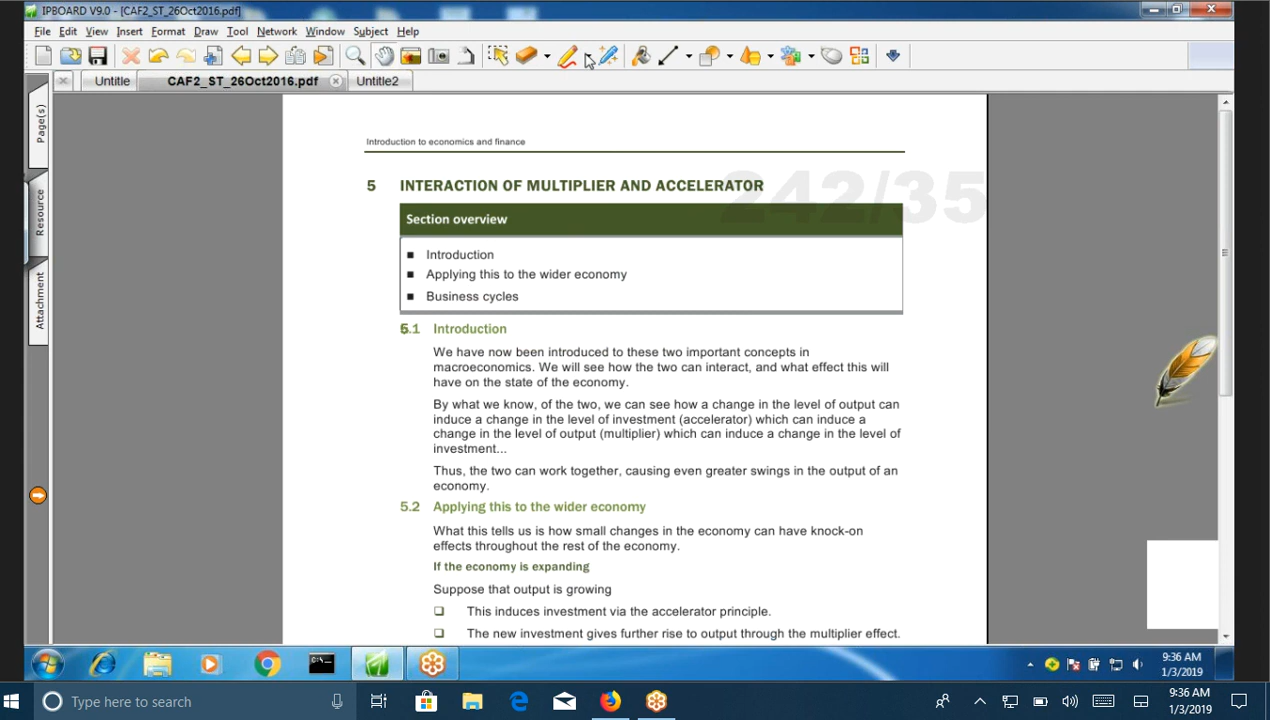 IPBOARD V9.0 - [CAF2_ST_26Oct2016.pdf]
File Edit View Insert Format Draw Tool Network Window Subject Help
Untitle CAF2_ST_26Oct2016.pdf Untitle2
Page(s)
Resource
Attachment
Introduction to economics and finance
242/35
5 INTERACTION OF MULTIPLIER AND ACCELERATOR
Section overview
■ Introduction
■ Applying this to the wider economy
■ Business cycles
5.1 Introduction
We have now been introduced to these two important concepts in
macroeconomics. We will see how the two can interact, and what effect this will
have on the state of the economy.
By what we know, of the two, we can see how a change in the level of output can
induce a change in the level of investment (accelerator) which can induce a
change in the level of output (multiplier) which can induce a change in the level of
investment...
Thus, the two can work together, causing even greater swings in the output of an
economy.
5.2 Applying this to the wider economy
What this tells us is how small changes in the economy can have knock-on
effects throughout the rest of the economy.
If the economy is expanding
Suppose that output is growing
❑ This induces investment via the accelerator principle.
❑ The new investment gives further rise to output through the multiplier effect.
9:36 AM
1/3/2019
Type here to search
9:36 AM
1/3/2019